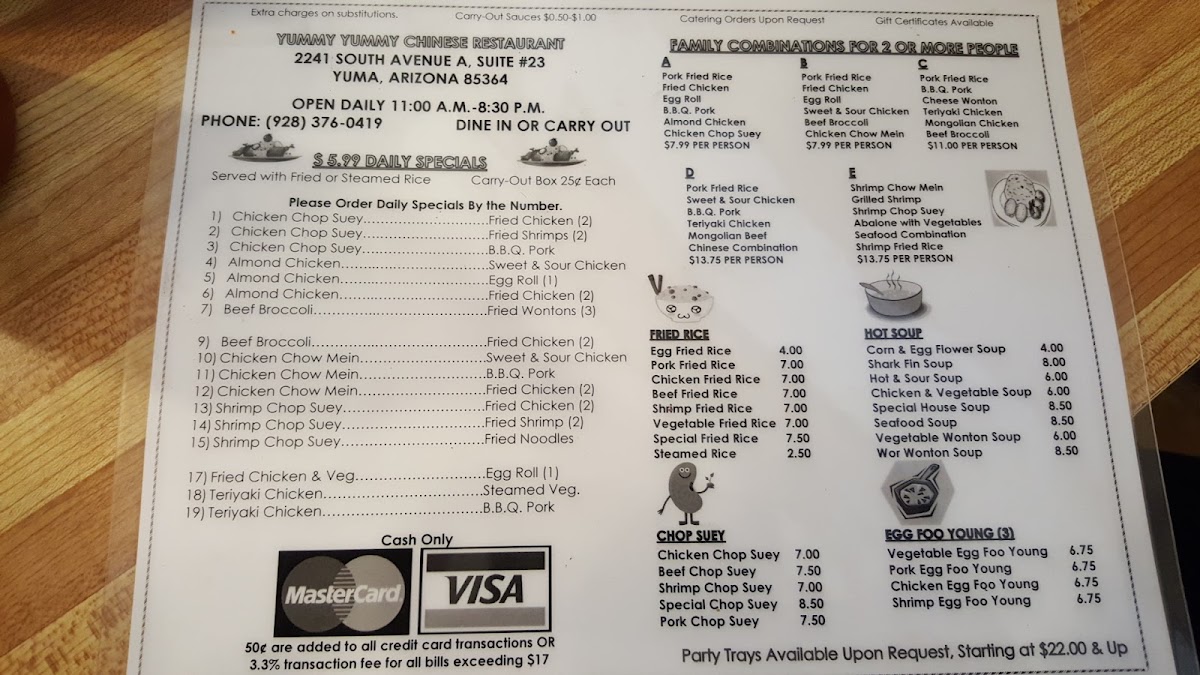 Extra charges on substitutions. Carry-Out Sauces $0.50-$1.00 Catering Orders Upon Request Gift Certificates Available
YUMMY YUMMY CHINESE RESTAURANT
2241 SOUTH AVENUE A, SUITE #23
YUMA, ARIZONA 85364
OPEN DAILY 11:00 A.M.-8:30 P.M.
PHONE: (928) 376-0419 DINE IN OR CARRY OUT
$ 5.99 DAILY SPECIALS
Served with Fried or Steamed Rice Carry-Out Box 25¢ Each
Please Order Daily Specials By the Number.
1) Chicken Chop Suey..............................Fried Chicken (2)
2) Chicken Chop Suey..............................Fried Shrimps (2)
3) Chicken Chop Suey..............................B.B.Q. Pork
4) Almond Chicken..................................Sweet & Sour Chicken
5) Almond Chicken..................................Egg Roll (1)
6) Almond Chicken..................................Fried Chicken (2)
7) Beef Broccoli........................................Fried Wontons (3)
9) Beef Broccoli........................................Fried Chicken (2)
10) Chicken Chow Mein..............................Sweet & Sour Chicken
11) Chicken Chow Mein..............................B.B.Q. Pork
12) Chicken Chow Mein..............................Fried Chicken (2)
13) Shrimp Chop Suey................................Fried Chicken (2)
14) Shrimp Chop Suey................................Fried Shrimp (2)
15) Shrimp Chop Suey................................Fried Noodles
17) Fried Chicken & Veg..............................Egg Roll (1)
18) Teriyaki Chicken....................................Steamed Veg.
19) Teriyaki Chicken....................................B.B.Q. Pork
Cash Only
MasterCard VISA
50¢ are added to all credit card transactions OR
3.3% transaction fee for all bills exceeding $17
FAMILY COMBINATIONS FOR 2 OR MORE PEOPLE
A
Pork Fried Rice
Fried Chicken
Egg Roll
B.B.Q. Pork
Almond Chicken
Chicken Chop Suey
$7.99 PER PERSON
B
Pork Fried Rice
Fried Chicken
Egg Roll
Sweet & Sour Chicken
Beef Broccoli
Chicken Chow Mein
$7.99 PER PERSON
C
Pork Fried Rice
B.B.Q. Pork
Cheese Wonton
Teriyaki Chicken
Mongolian Chicken
Beef Broccoli
$11.00 PER PERSON
D
Pork Fried Rice
Sweet & Sour Chicken
B.B.Q. Pork
Teriyaki Chicken
Mongolian Beef
Chinese Combination
$13.75 PER PERSON
E
Shrimp Chow Mein
Grilled Shrimp
Shrimp Chop Suey
Abalone with Vegetables
Seafood Combination
Shrimp Fried Rice
$13.75 PER PERSON
FRIED RICE
Egg Fried Rice 4.00
Pork Fried Rice 7.00
Chicken Fried Rice 7.00
Beef Fried Rice 7.00
Shrimp Fried Rice 7.00
Vegetable Fried Rice 7.00
Special Fried Rice 7.50
Steamed Rice 2.50
HOT SOUP
Corn & Egg Flower Soup 4.00
Shark Fin Soup 8.00
Hot & Sour Soup 6.00
Chicken & Vegetable Soup 6.00
Special House Soup 8.50
Seafood Soup 8.50
Vegetable Wonton Soup 6.00
Wor Wonton Soup 8.50
CHOP SUEY
Chicken Chop Suey 7.00
Beef Chop Suey 7.50
Shrimp Chop Suey 7.00
Special Chop Suey 8.50
Pork Chop Suey 7.50
EGG FOO YOUNG (3)
Vegetable Egg Foo Young 6.75
Pork Egg Foo Young 6.75
Chicken Egg Foo Young 6.75
Shrimp Egg Foo Young 6.75
Party Trays Available Upon Request, Starting at $22.00 & Up